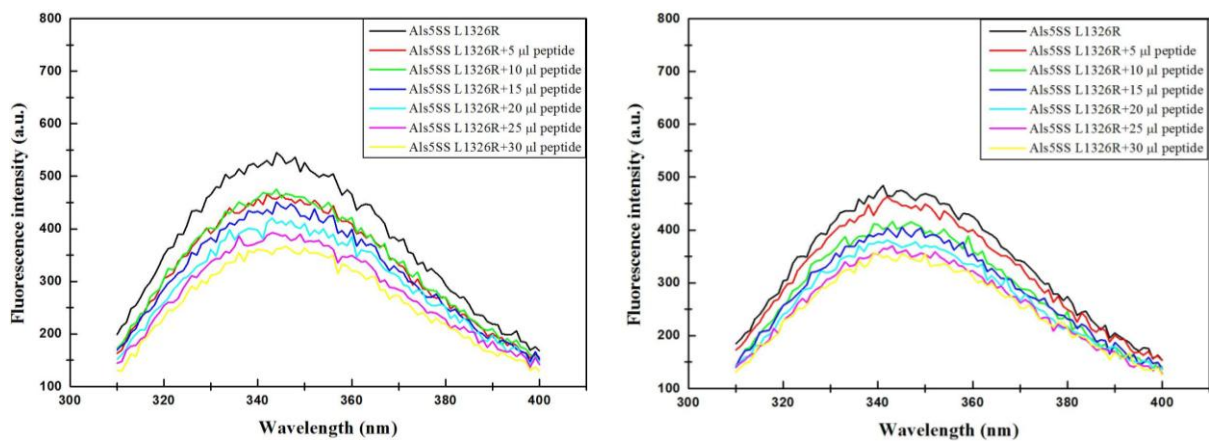 800
700
600
500
400
300
200
100
300
320
340
360
380
400
Fluorescence intensity (a.u.)
Wavelength (nm)
Als5SS L1326R
Als5SS L1326R+5 μl peptide
Als5SS L1326R+10 μl peptide
Als5SS L1326R+15 μl peptide
Als5SS L1326R+20 μl peptide
Als5SS L1326R+25 μl peptide
Als5SS L1326R+30 μl peptide
800
700
600
500
400
300
200
100
300
320
340
360
380
400
Fluorescence intensity (a.u.)
Wavelength (nm)
Als5SS L1326R
Als5SS L1326R+5 μl peptide
Als5SS L1326R+10 μl peptide
Als5SS L1326R+15 μl peptide
Als5SS L1326R+20 μl peptide
Als5SS L1326R+25 μl peptide
Als5SS L1326R+30 μl peptide